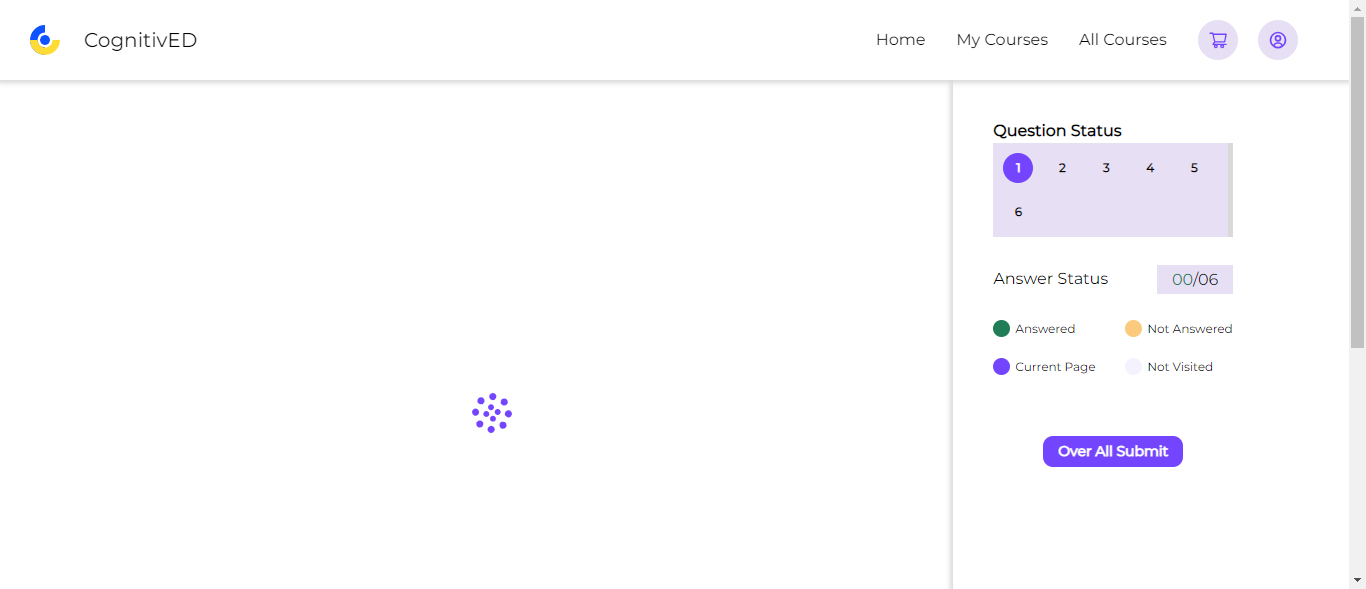 CognitivED
Home
My Courses
All Courses
Question Status
1 2 3 4 5
6
Answer Status 00/06
Answered Not Answered
Current Page Not Visited
Over All Submit